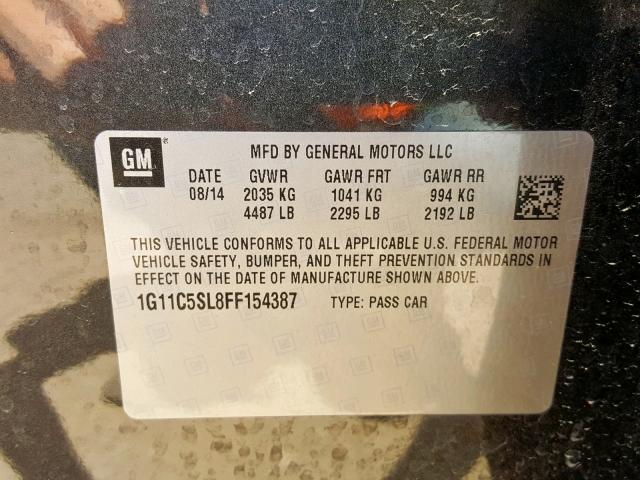 GM
MFD BY GENERAL MOTORS LLC
DATE GVWR GAWR FRT GAWR RR
08/14 2035 KG 1041 KG 994 KG
4487 LB 2295 LB 2192 LB
THIS VEHICLE CONFORMS TO ALL APPLICABLE U.S. FEDERAL MOTOR
VEHICLE SAFETY, BUMPER, AND THEFT PREVENTION STANDARDS IN
EFFECT ON THE DATE OF MANUFACTURE SHOWN ABOVE.
1G11C5SL8FF154387 TYPE: PASS CAR